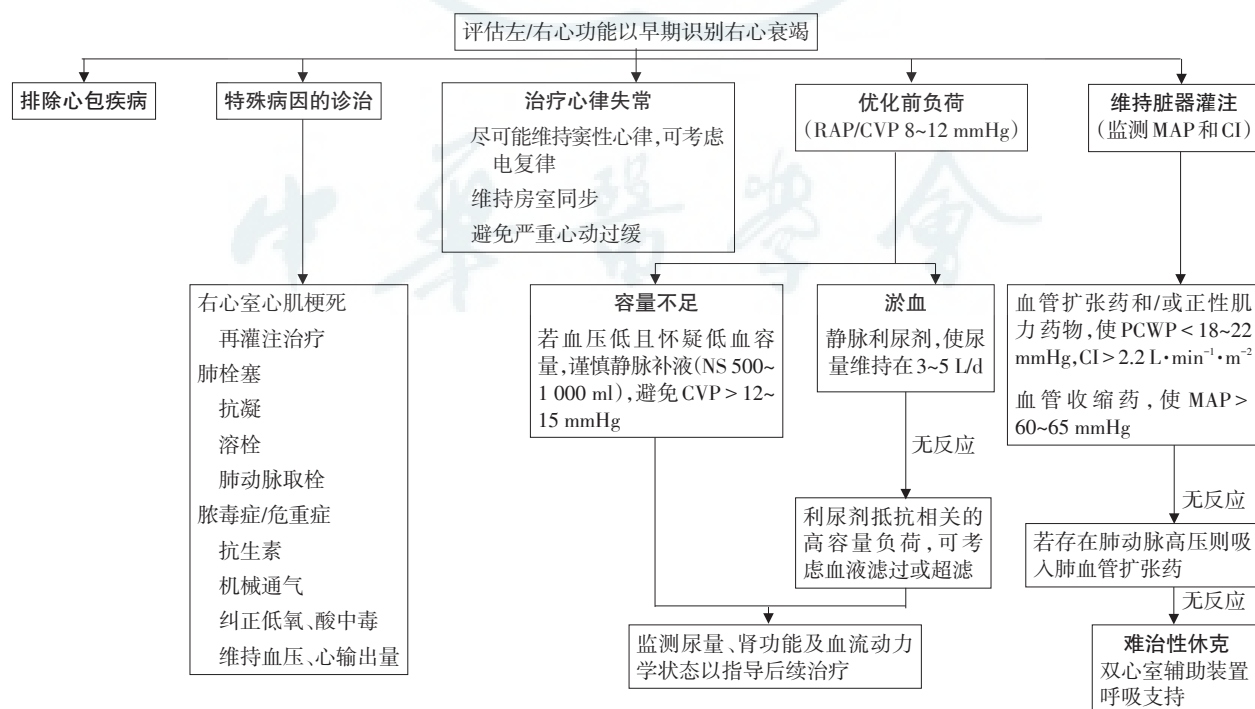 评估左/右心功能以早期识别右心衰竭
排除心包疾病
特殊病因的诊治
治疗心律失常
尽可能维持窦性心律,可考虑
电复律
维持房室同步
避免严重心动过缓
优化前负荷
(RAP/CVP 8~12 mmHg)
维持脏器灌注
(监测 MAP 和 CI)
右心室心肌梗死
再灌注治疗
肺栓塞
抗凝
溶栓
肺动脉取栓
脓毒症/危重症
抗生素
机械通气
纠正低氧、酸中毒
维持血压、心输出量
容量不足
若血压低且怀疑低血容
量,谨慎静脉补液(NS 500~
1 000 ml),避免 CVP > 12~
15 mmHg
淤血
静脉利尿剂,使尿
量维持在 3~5 L/d
无反应
利尿剂抵抗相关的
高容量负荷,可考
虑血液滤过或超滤
监测尿量、肾功能及血流动力
学状态以指导后续治疗
血管扩张药和/或正性肌
力药物,使 PCWP < 18~22
mmHg,CI > 2.2 L·min⁻¹·m⁻²
血管收缩药,使 MAP >
60~65 mmHg
无反应
若存在肺动脉高压则吸
入肺血管扩张药
无反应
难治性休克
双心室辅助装置
呼吸支持
中华医学会